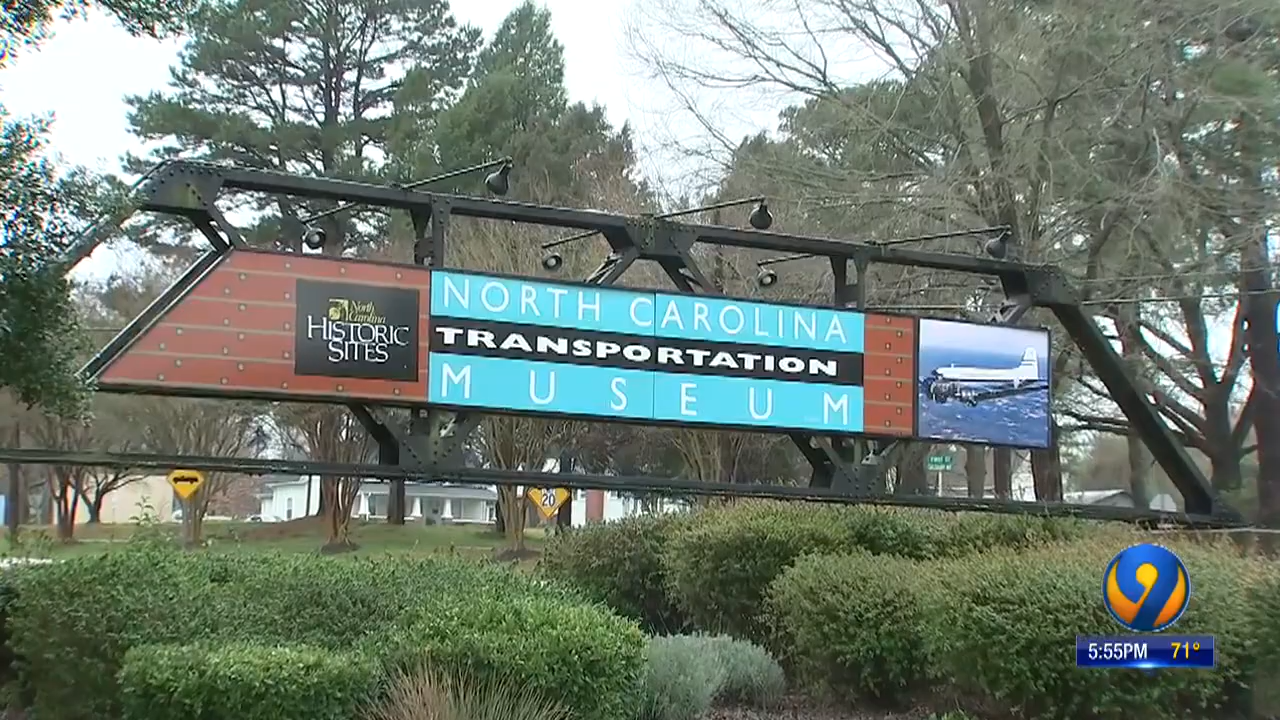 North
Carolina
HISTORIC
SITES
NORTH CAROLINA
TRANSPORTATION
MUSEUM
20
9
5:55PM 71°